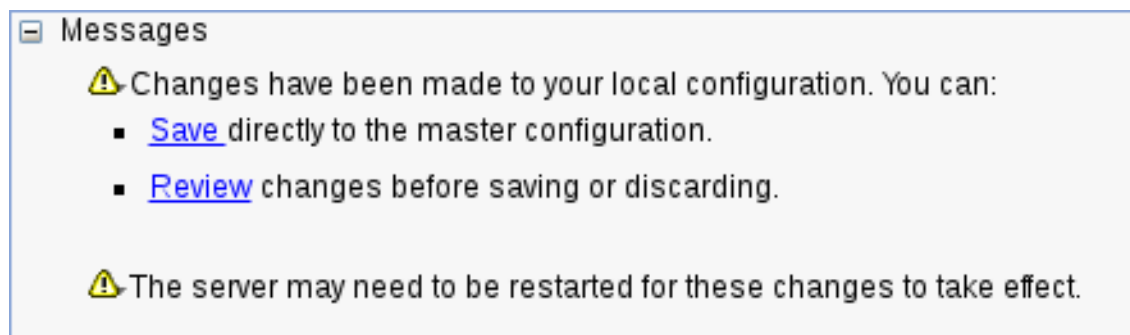 Messages
Changes have been made to your local configuration. You can:
Save directly to the master configuration.
Review changes before saving or discarding.
The server may need to be restarted for these changes to take effect.